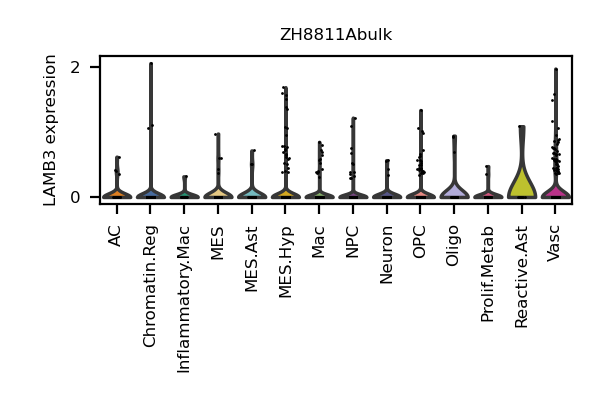 ZH8811Abulk
LAMB3 expression
2
0
AC
Chromatin.Reg
Inflammatory.Mac
MES
MES.Ast
MES.Hyp
Mac
NPC
Neuron
OPC
Oligo
Prolif.Metab
Reactive.Ast
Vasc